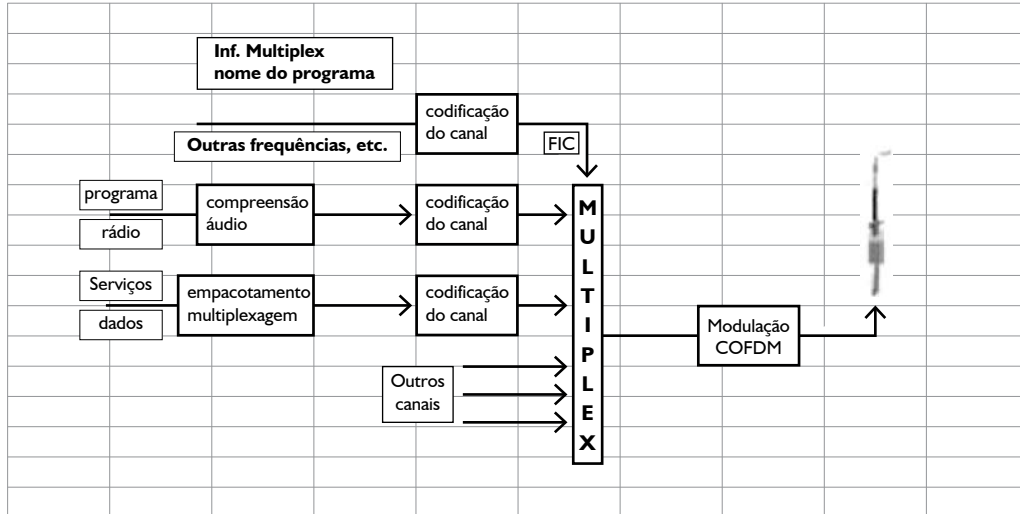 Inf. Multiplex
nome do programa
codificação
do canal
Outras frequências, etc.
FIC
programa
rádio
compreensão
áudio
codificação
do canal
Serviços
dados
empacotamento
multiplexagem
codificação
do canal
Outros
canais
MULTIPLEX
Modulação
COFDM